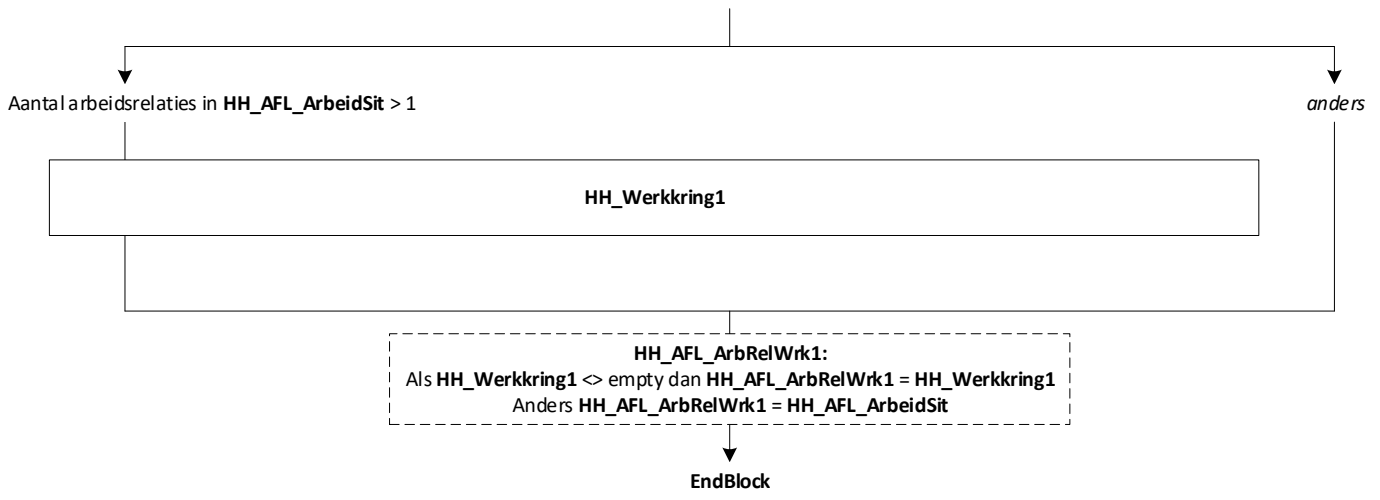 Aantal arbeidsrelaties in HH_AFL_ArbeidSit > 1
anders
HH_Werkkring1
HH_AFL_ArbRelWrk1:
Als HH_Werkkring1 <> empty dan HH_AFL_ArbRelWrk1 = HH_Werkkring1
Anders HH_AFL_ArbRelWrk1 = HH_AFL_ArbeidSit
EndBlock